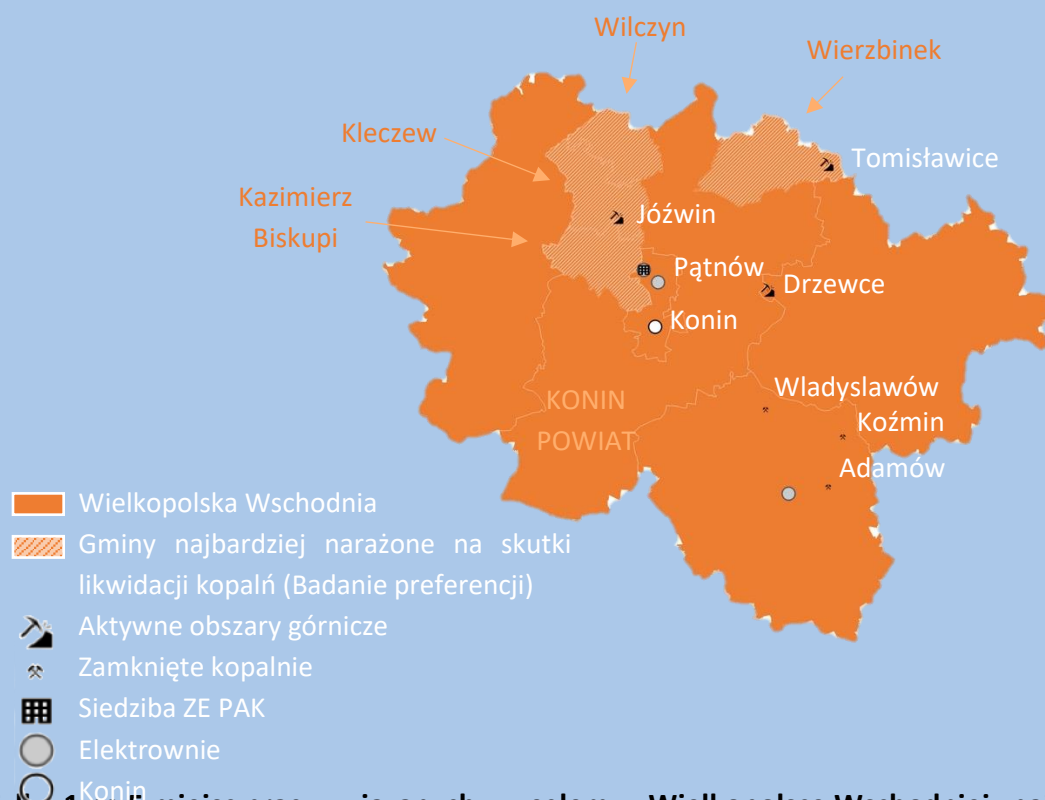 Wilczyn
Wierzbinek
Kleczew
Tomisławice
Kazimierz
Biskupi
Jóźwin
Pątnów
Drzewce
Konin
Wladyslawów
KONIN
POWIAT
Koźmin
Adamów
Wielkopolska Wschodnia
Gminy najbardziej narażone na skutki
likwidacji kopalń (Badanie preferencji)
Aktywne obszary górnicze
Zamknięte kopalnie
Siedziba ZE PAK
Elektrownie
Konin